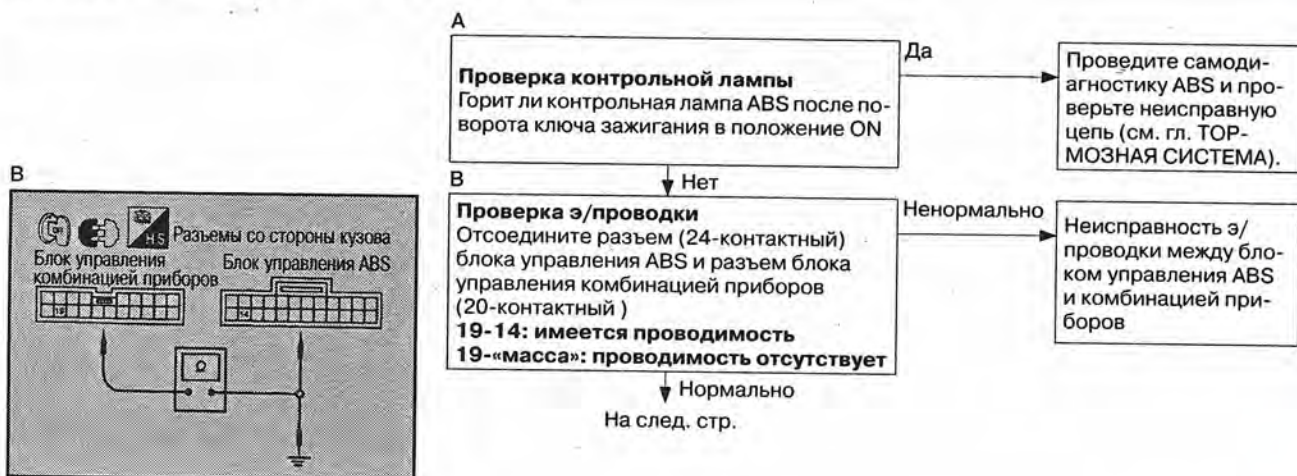 A
Проверка контрольной лампы
Горит ли контрольная лампа ABS после по-
ворота ключа зажигания в положение ON
Да
Проведите самоди-
агностику ABS и про-
верьте неисправную
цепь (см. гл. ТОР-
МОЗНАЯ СИСТЕМА).
Нет
B
Проверка э/проводки
Отсоедините разъем (24-контактный)
блока управления ABS и разъем блока
управления комбинацией приборов
(20-контактный )
19-14: имеется проводимость
19-«масса»: проводимость отсутствует
Ненормально
Неисправность э/
проводки между бло-
ком управления ABS
и комбинацией при-
боров
Нормально
На след. стр.
B
H.S
Разъемы со стороны кузова
Блок управления
комбинацией приборов
Блок управления ABS
19
14
Ω